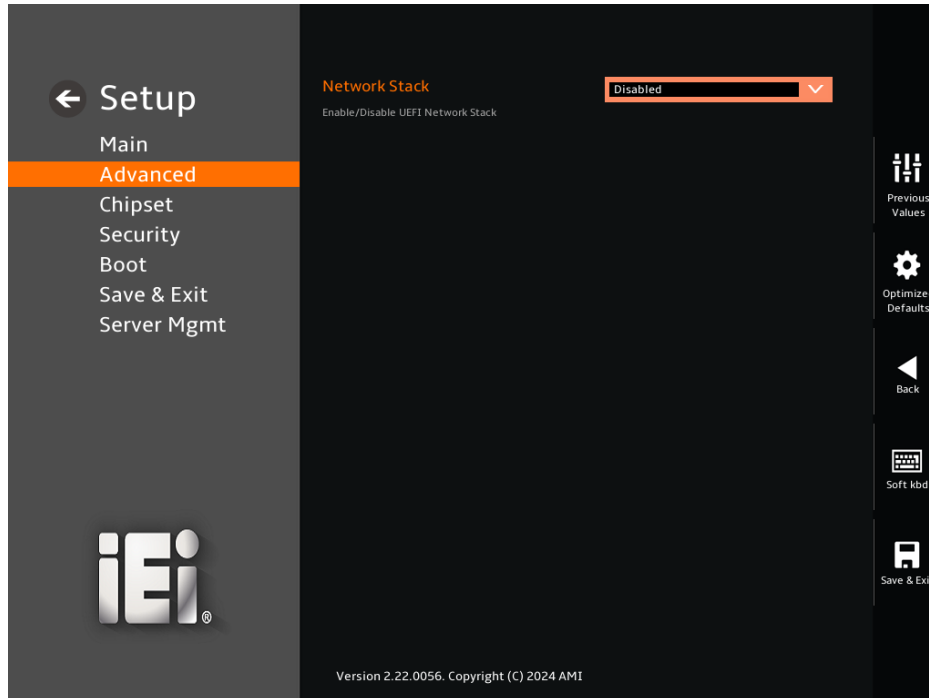 Setup
Main
Advanced
Chipset
Security
Boot
Save & Exit
Server Mgmt
iEi®
Network Stack
Disabled
Enable/Disable UEFI Network Stack
Version 2.22.0056. Copyright (C) 2024 AMI
Previous
Values
Optimize
Defaults
Back
Soft kbd
Save & Exi